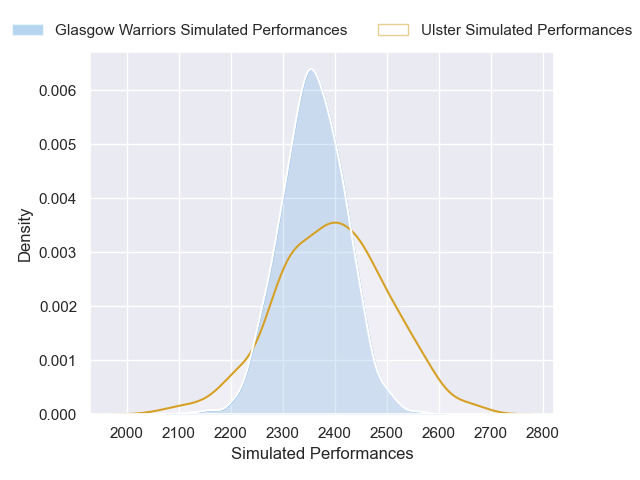 Glasgow Warriors Simulated Performances
Ulster Simulated Performances
0.006
0.005
0.004
0.003
0.002
0.001
0.000
Density
2000 2100 2200 2300 2400 2500 2600 2700 2800
Simulated Performances